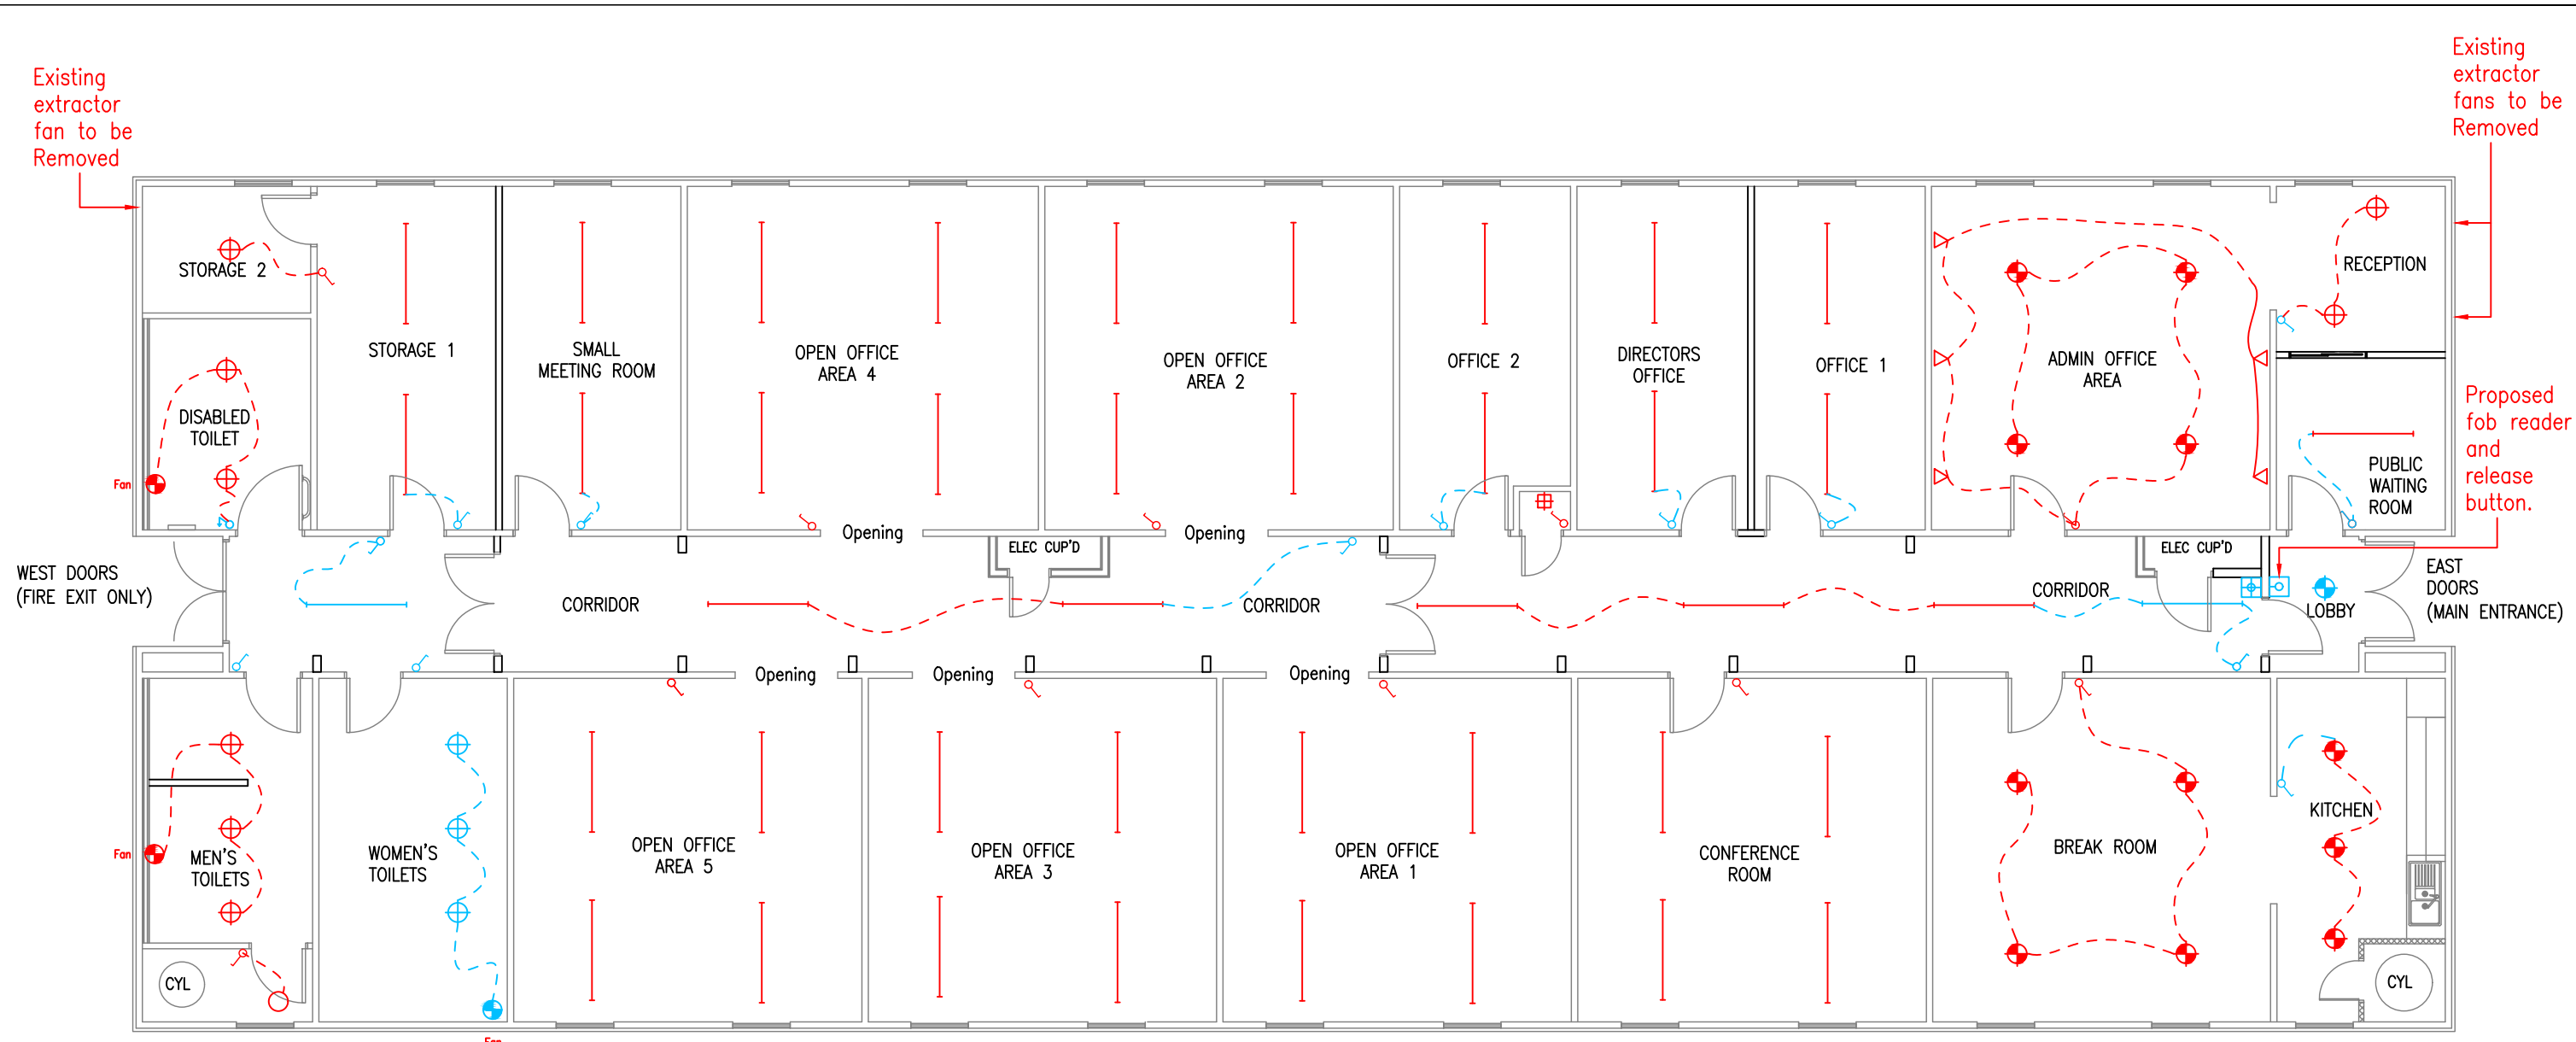 Existing
extractor
fan to be
Removed
Existing
extractor
fans to be
Removed
STORAGE 2
STORAGE 1
SMALL
MEETING ROOM
OPEN OFFICE
AREA 4
OPEN OFFICE
AREA 2
OFFICE 2
DIRECTORS
OFFICE
OFFICE 1
ADMIN OFFICE
AREA
RECEPTION
DISABLED
TOILET
Fan
Proposed
fob reader
and
release
button.
PUBLIC
WAITING
ROOM
Opening
Opening
ELEC CUP'D
ELEC CUP'D
WEST DOORS
(FIRE EXIT ONLY)
CORRIDOR
CORRIDOR
CORRIDOR
LOBBY
EAST
DOORS
(MAIN ENTRANCE)
Opening
Opening
Opening
Fan
MEN'S
TOILETS
WOMEN'S
TOILETS
OPEN OFFICE
AREA 5
OPEN OFFICE
AREA 3
OPEN OFFICE
AREA 1
CONFERENCE
ROOM
BREAK ROOM
KITCHEN
CYL
CYL
Fan